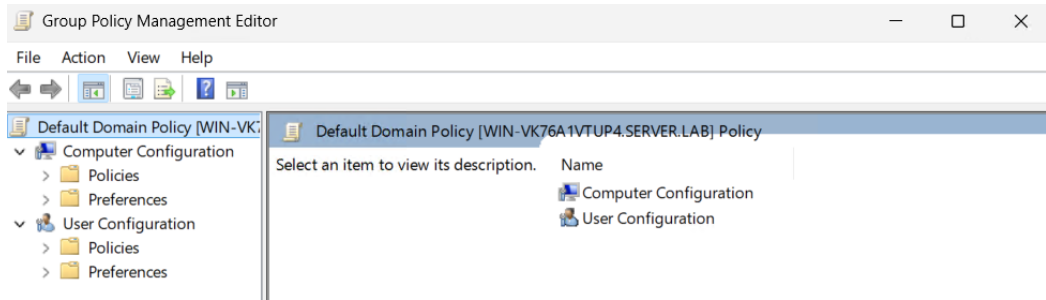 Group Policy Management Editor
File Action View Help
Default Domain Policy [WIN-VK7
Computer Configuration
Policies
Preferences
User Configuration
Policies
Preferences
Default Domain Policy [WIN-VK76A1VTUP4.SERVER.LAB] Policy
Select an item to view its description.
Name
Computer Configuration
User Configuration